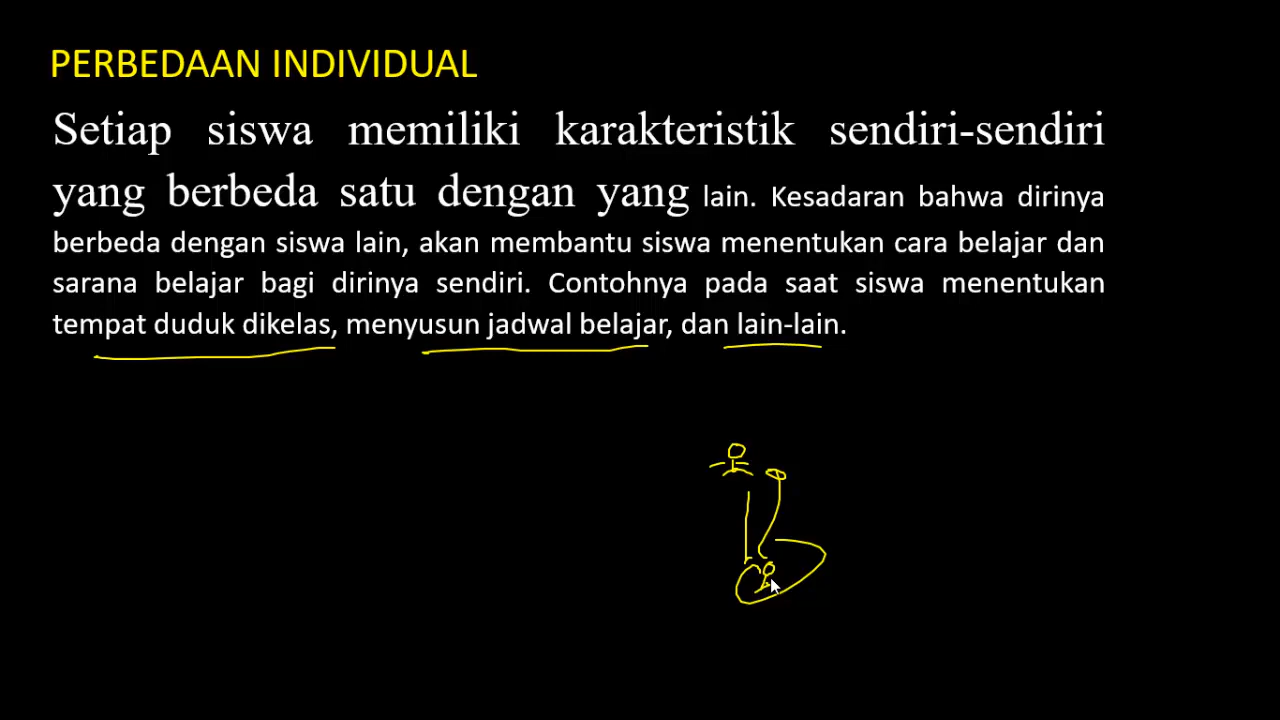 PERBEDAAN INDIVIDUAL
Setiap siswa memiliki karakteristik sendiri-sendiri
yang berbeda satu dengan yang lain. Kesadaran bahwa dirinya
berbeda dengan siswa lain, akan membantu siswa menentukan cara belajar dan
sarana belajar bagi dirinya sendiri. Contohnya pada saat siswa menentukan
tempat duduk dikelas, menyusun jadwal belajar, dan lain-lain.